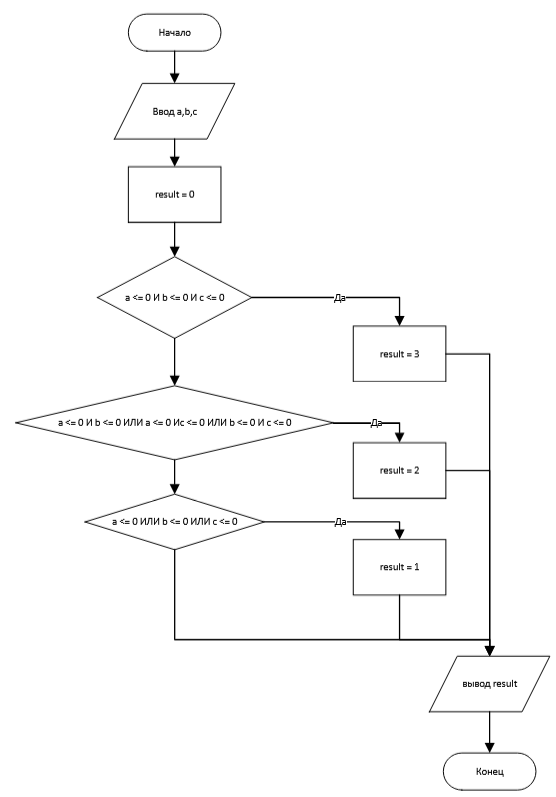 Начало
Ввод a,b,c
result = 0
a <= 0 И b <= 0 И c <= 0
Да
result = 3
a <= 0 И b <= 0 ИЛИ a <= 0 Иc <= 0 ИЛИ b <= 0 И c <= 0
Да
result = 2
a <= 0 ИЛИ b <= 0 ИЛИ c <= 0
Да
result = 1
вывод result
Конец